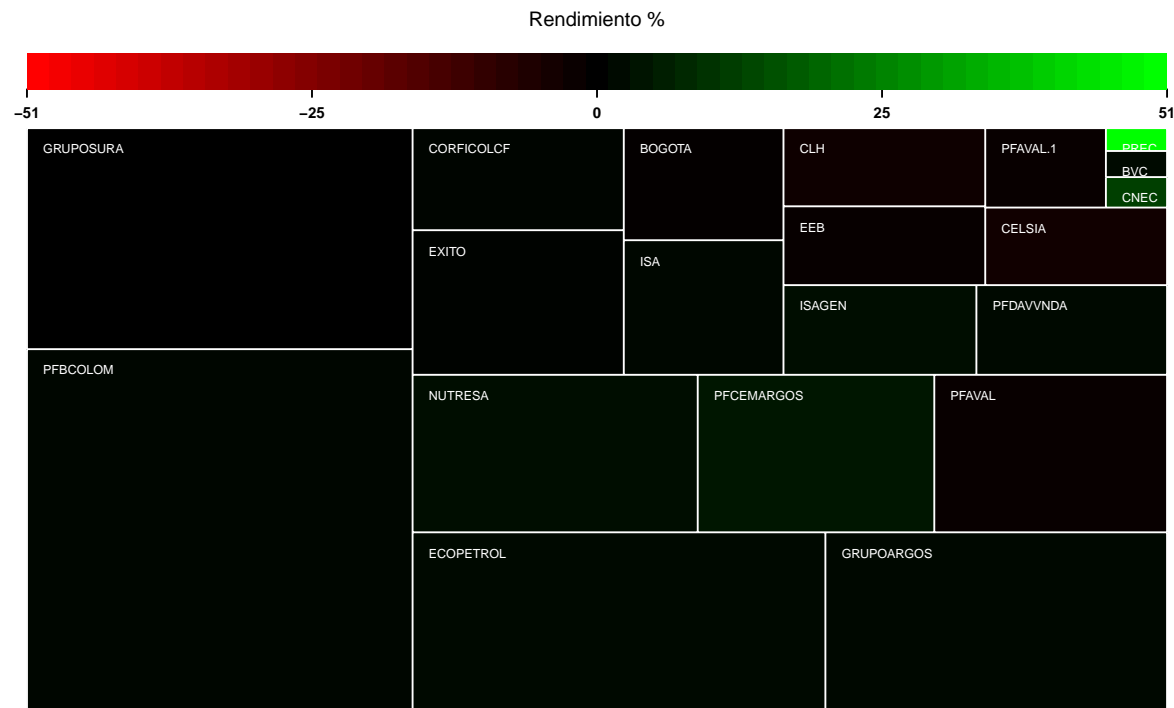 Rendimiento %
−51 −25 0 25 51
GRUPOSURA
CORFICOLCF
BOGOTA
CLH
PFAVAL.1
PREC
BVC
CNEC
EXITO
ISA
EEB
CELSIA
ISAGEN
PFDAVVNDA
PFBCOLOM
NUTRESA
PFCEMARGOS
PFAVAL
ECOPETROL
GRUPOARGOS